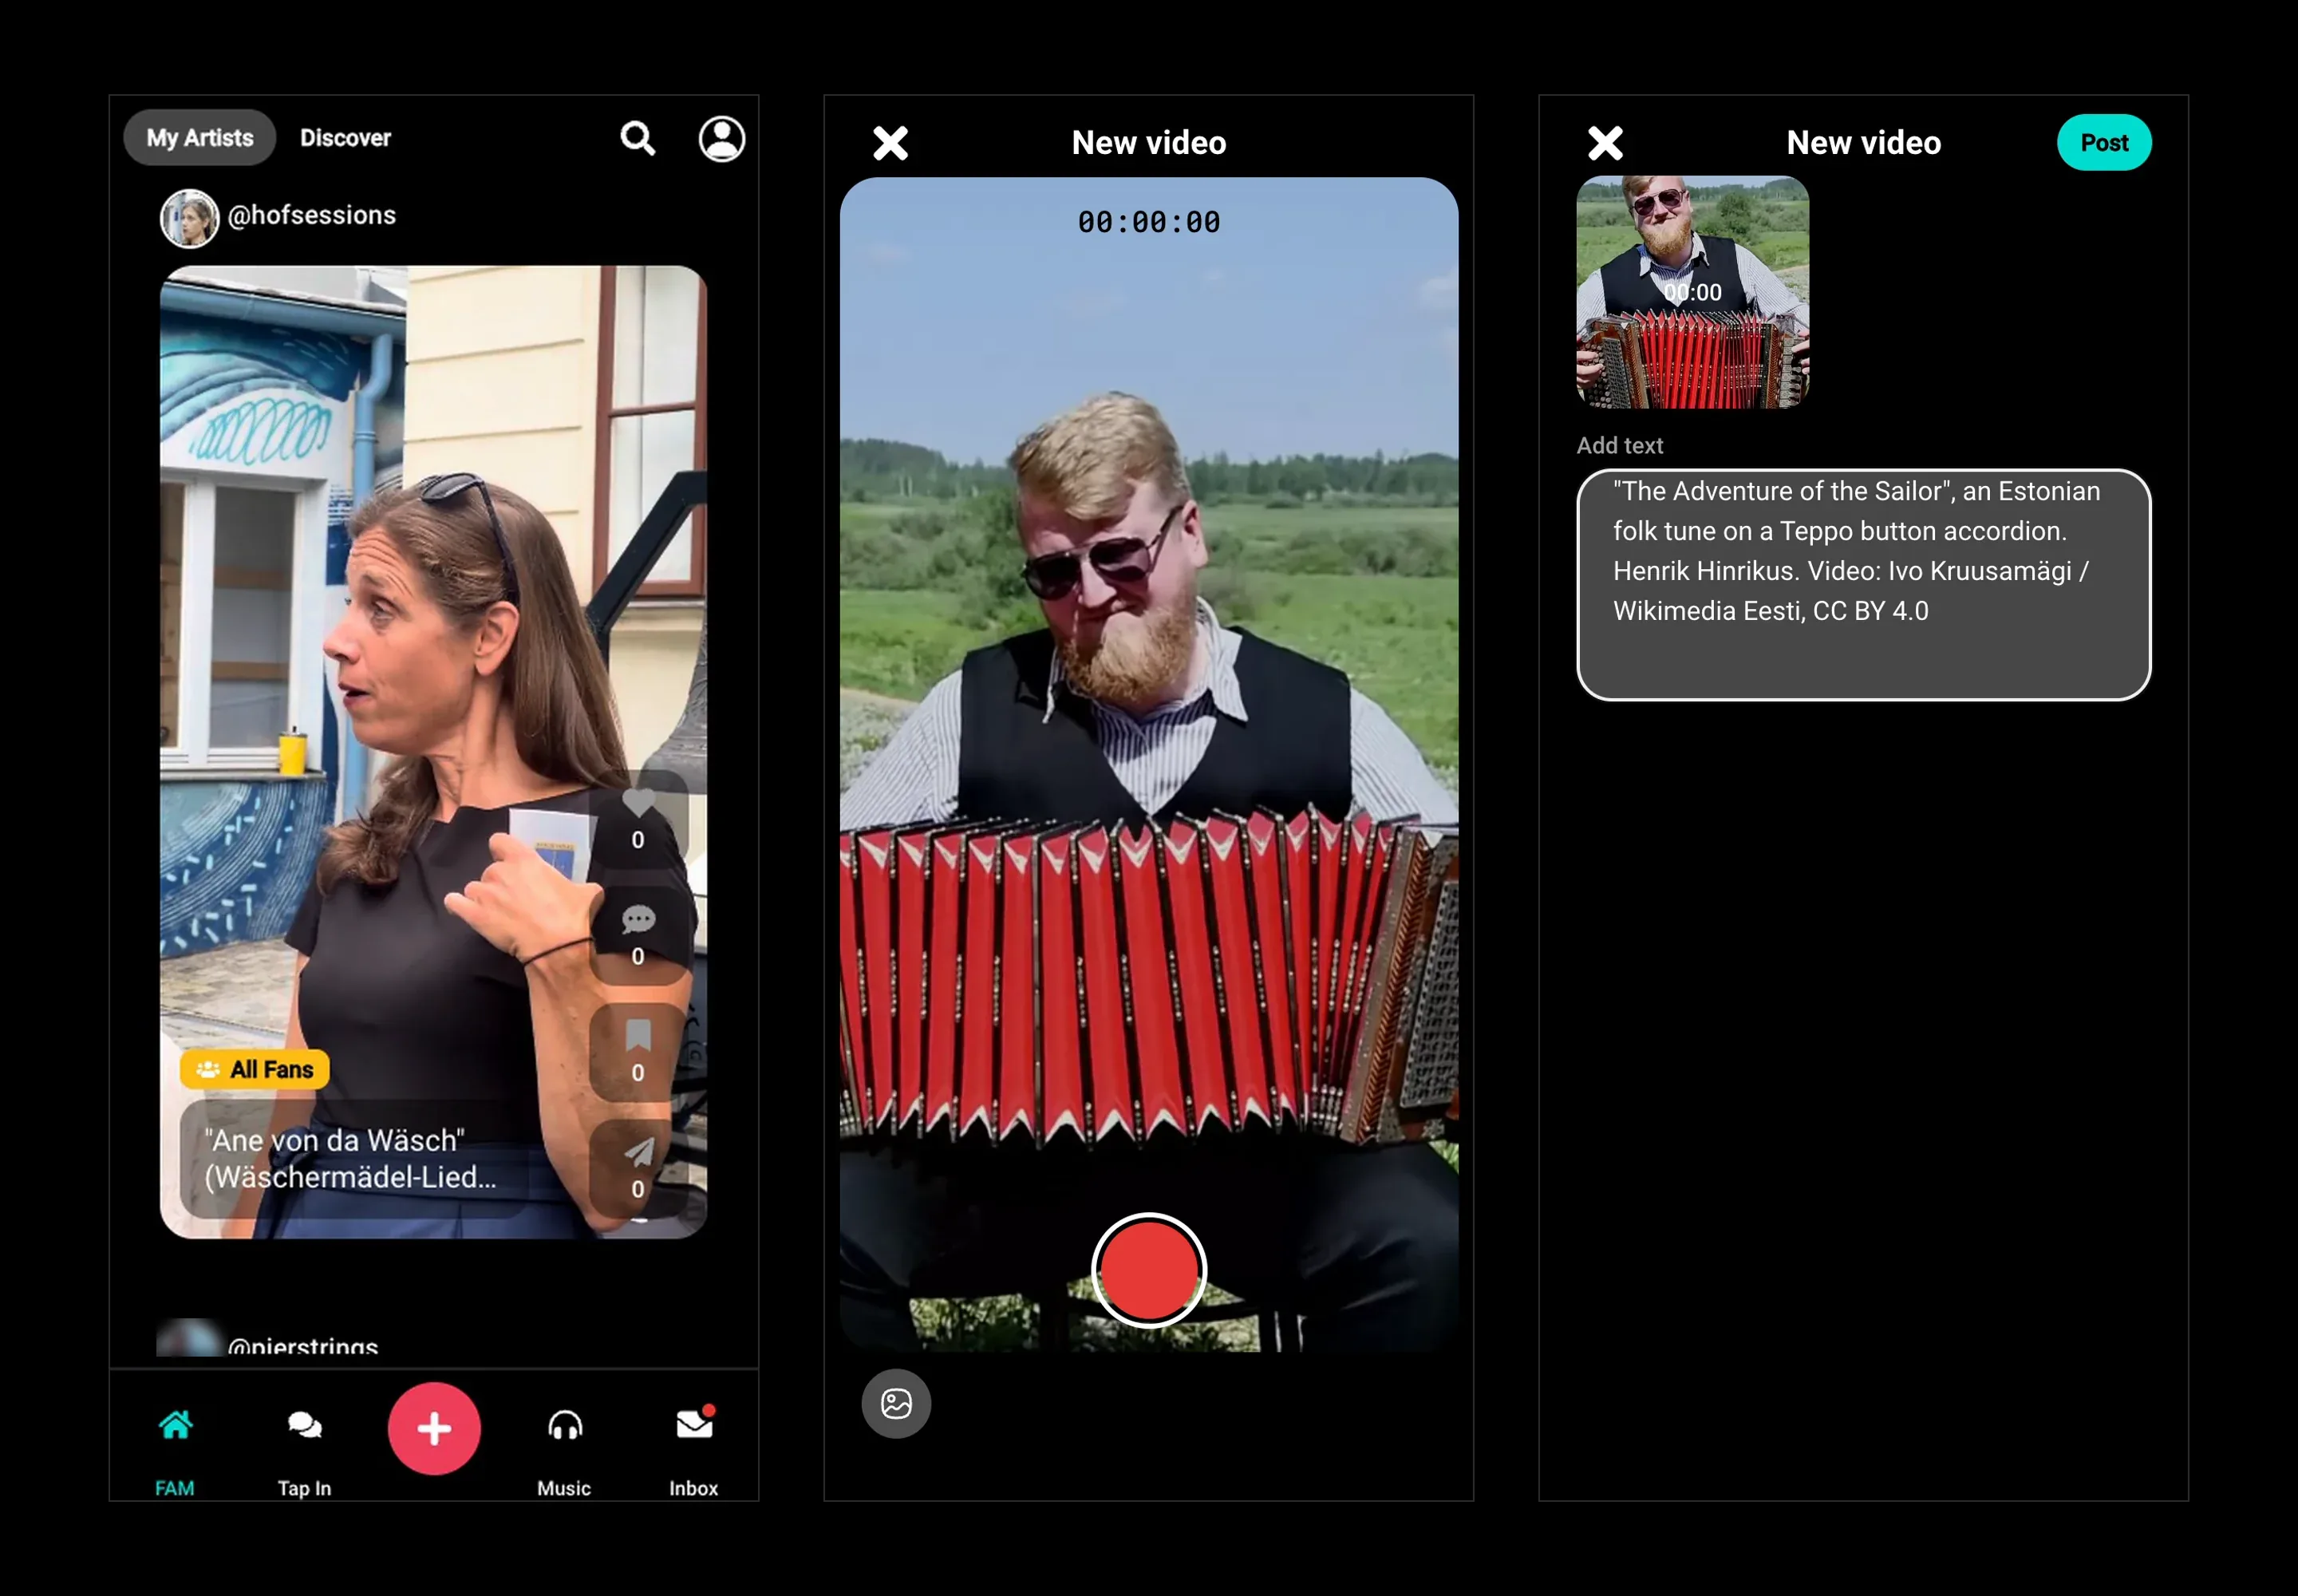 My Artists
Discover
@hofsessions
0
0
0
All Fans
"Ane von da Wäsch"
(Wäschermädel-Lied...
0
@pierstrings
FAM
Tap In
Music
Inbox
New video
00:00:00
New video
Post
00:00
Add text
"The Adventure of the Sailor", an Estonian
folk tune on a Teppo button accordion.
Henrik Hinrikus. Video: Ivo Kruusamägi /
Wikimedia Eesti, CC BY 4.0